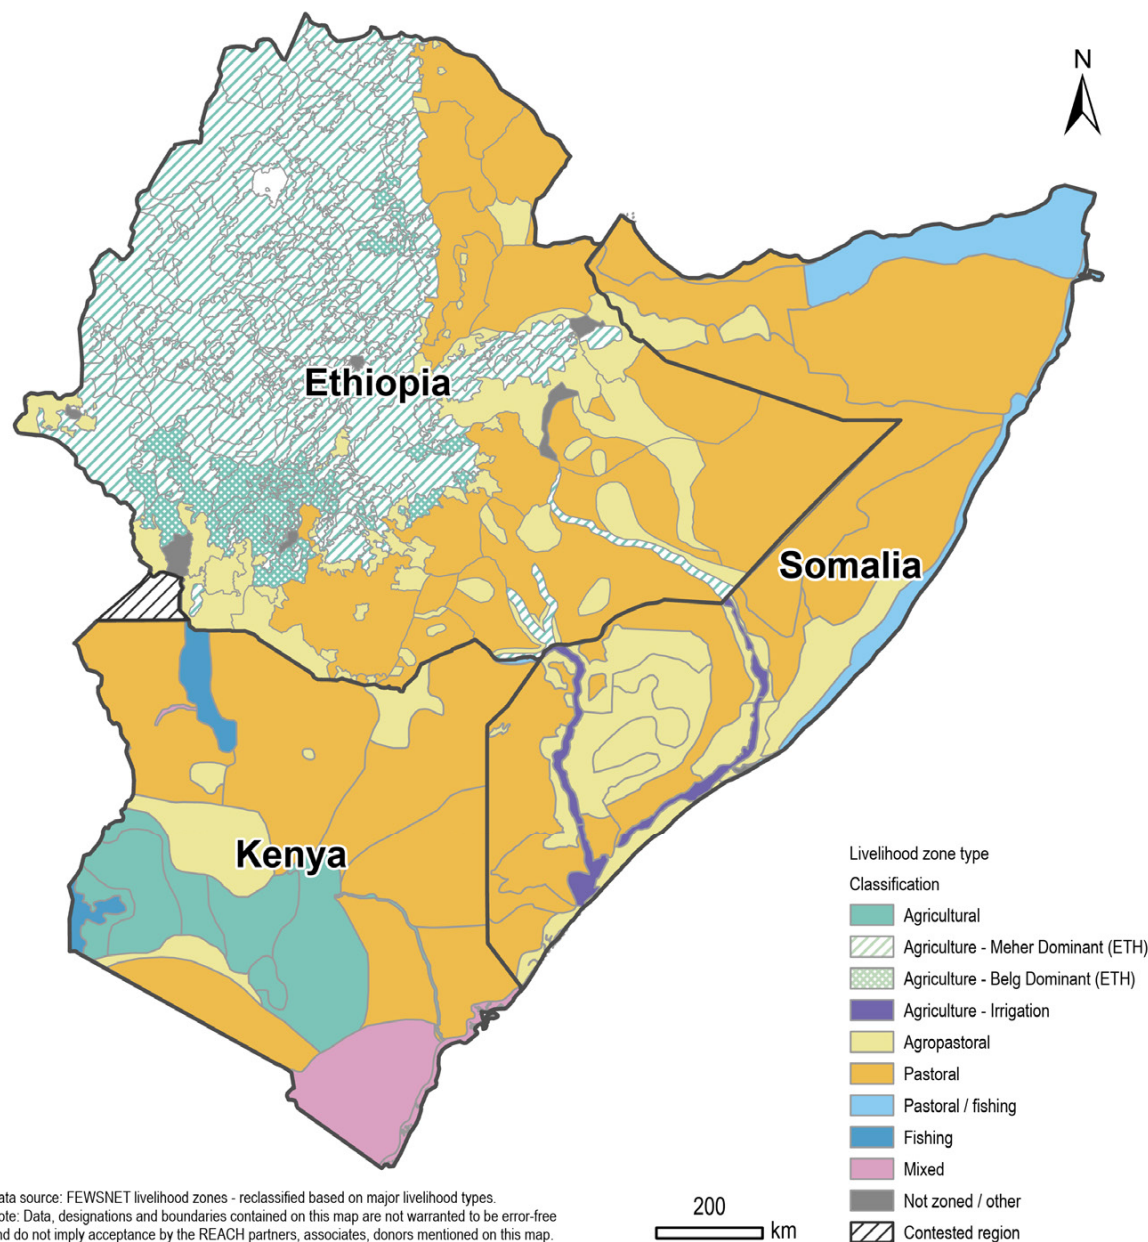 N
Ethiopia
Somalia
Kenya
Livelihood zone type
Classification
Agricultural
Agriculture - Meher Dominant (ETH)
Agriculture - Belg Dominant (ETH)
Agriculture - Irrigation
Agropastoral
Pastoral
Pastoral / fishing
Fishing
Mixed
Not zoned / other
Contested region
ata source: FEWSNET livelihood zones - reclassified based on major livelihood types.
ote: Data, designations and boundaries contained on this map are not warranted to be error-free
nd do not imply acceptance by the REACH partners, associates, donors mentioned on this map.
200
km